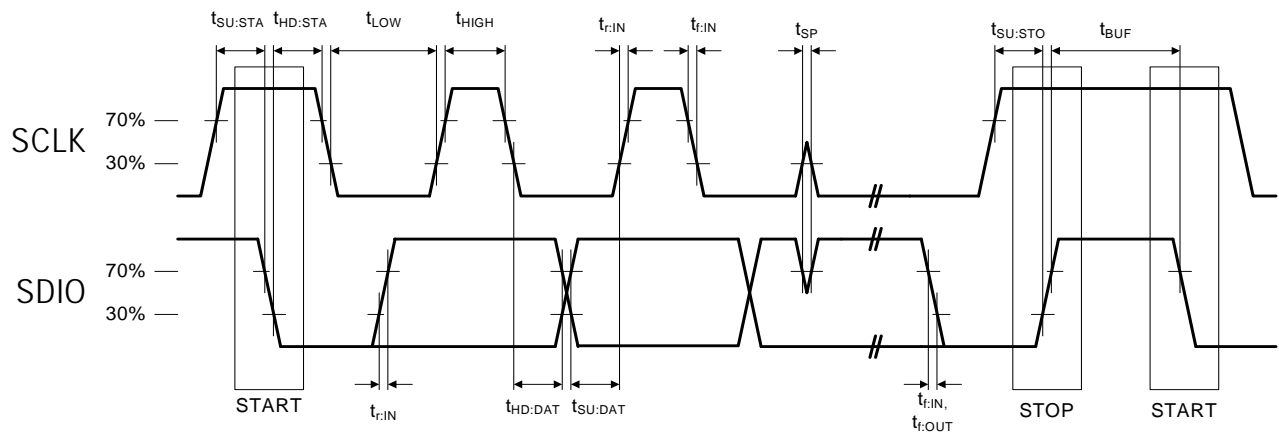 tSU:STA tHD:STA tLOW tHIGH tr:IN tf:IN tSP tSU:STO tBUF
SCLK
70%
30%
SDIO
70%
30%
START
tr:IN
tHD:DAT tSU:DAT
tf:IN,
tf:OUT
STOP
START